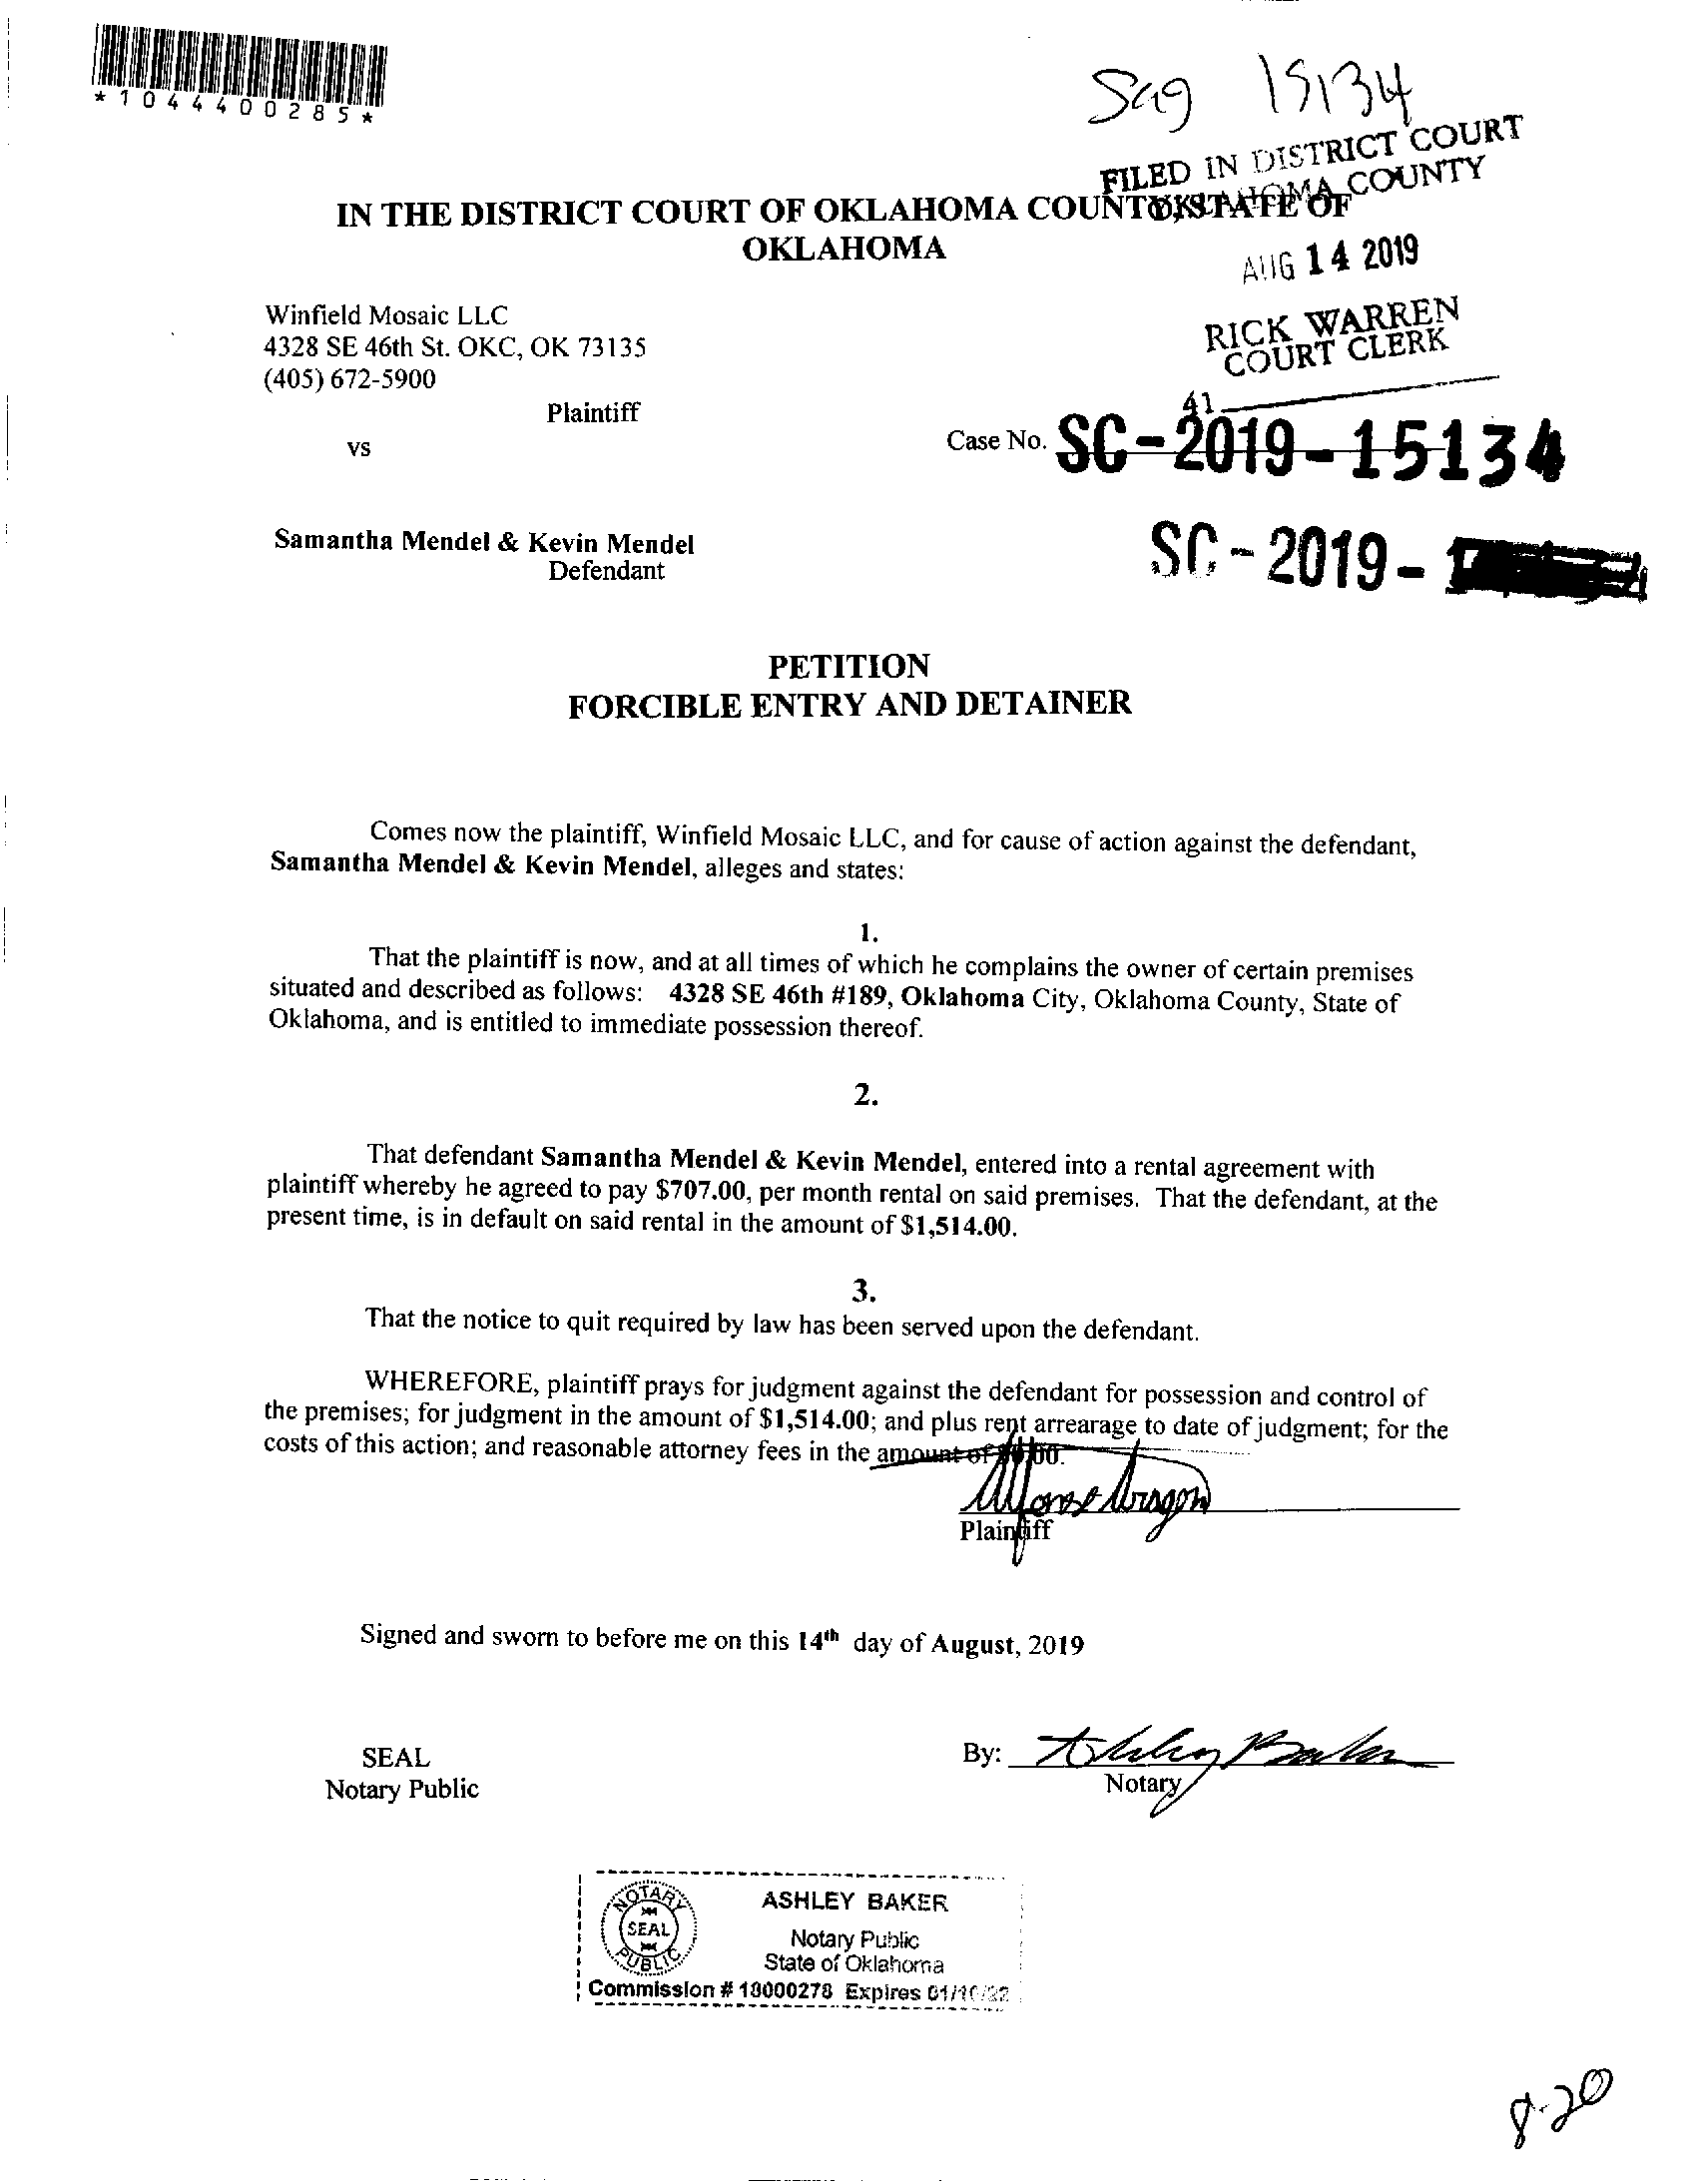 *1044400285*
15134
FILED IN DISTRICT COURT
OKLAHOMA COUNTY
IN THE DISTRICT COURT OF OKLAHOMA COUNTY, STATE OF
OKLAHOMA
AUG 14 2019
Winfield Mosaic LLC
4328 SE 46th St. OKC, OK 73135
(405) 672-5900
RICK WARREN
COURT CLERK
41
Plaintiff
vs
Case No. SC-2019-15134
Samantha Mendel & Kevin Mendel
Defendant
SC-2019-
PETITION
FORCIBLE ENTRY AND DETAINER
Comes now the plaintiff, Winfield Mosaic LLC, and for cause of action against the defendant,
Samantha Mendel & Kevin Mendel, alleges and states:
1.
That the plaintiff is now, and at all times of which he complains the owner of certain premises
situated and described as follows: 4328 SE 46th #189, Oklahoma City, Oklahoma County, State of
Oklahoma, and is entitled to immediate possession thereof.
2.
That defendant Samantha Mendel & Kevin Mendel, entered into a rental agreement with
plaintiff whereby he agreed to pay $707.00, per month rental on said premises. That the defendant, at the
present time, is in default on said rental in the amount of $1,514.00.
3.
That the notice to quit required by law has been served upon the defendant.
WHEREFORE, plaintiff prays for judgment against the defendant for possession and control of
the premises; for judgment in the amount of $1,514.00; and plus rent arrearage to date of judgment; for the
costs of this action; and reasonable attorney fees in the amount of
Plaintiff
Signed and sworn to before me on this 14th day of August, 2019
SEAL
Notary Public
By: Ashley Baker
Notary
NOTARY
SEAL
PUBLIC
ASHLEY BAKER
Notary Public
State of Oklahoma
Commission # 18000278 Expires
8-20